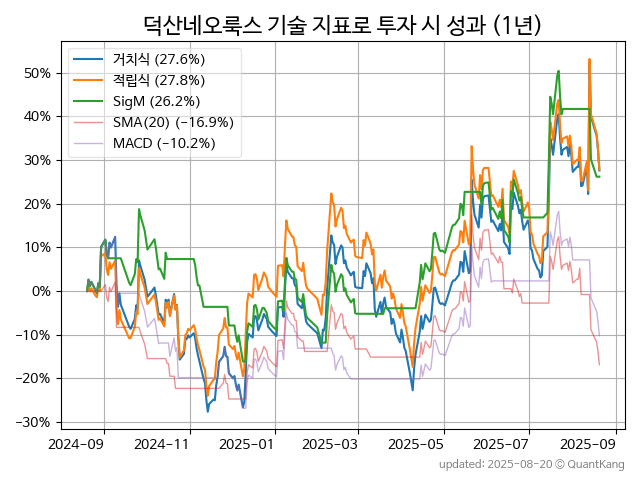 덕산네오룩스 기술 지표로 투자 시 성과 (1년)
거치식 (27.6%)
적립식 (27.8%)
SigM (26.2%)
SMA(20) (−16.9%)
MACD (−10.2%)
50%
40%
30%
20%
10%
0%
−10%
−20%
−30%
2024-09 2024-11 2025-01 2025-03 2025-05 2025-07 2025-09
updated: 2025-08-20 © QuantKang